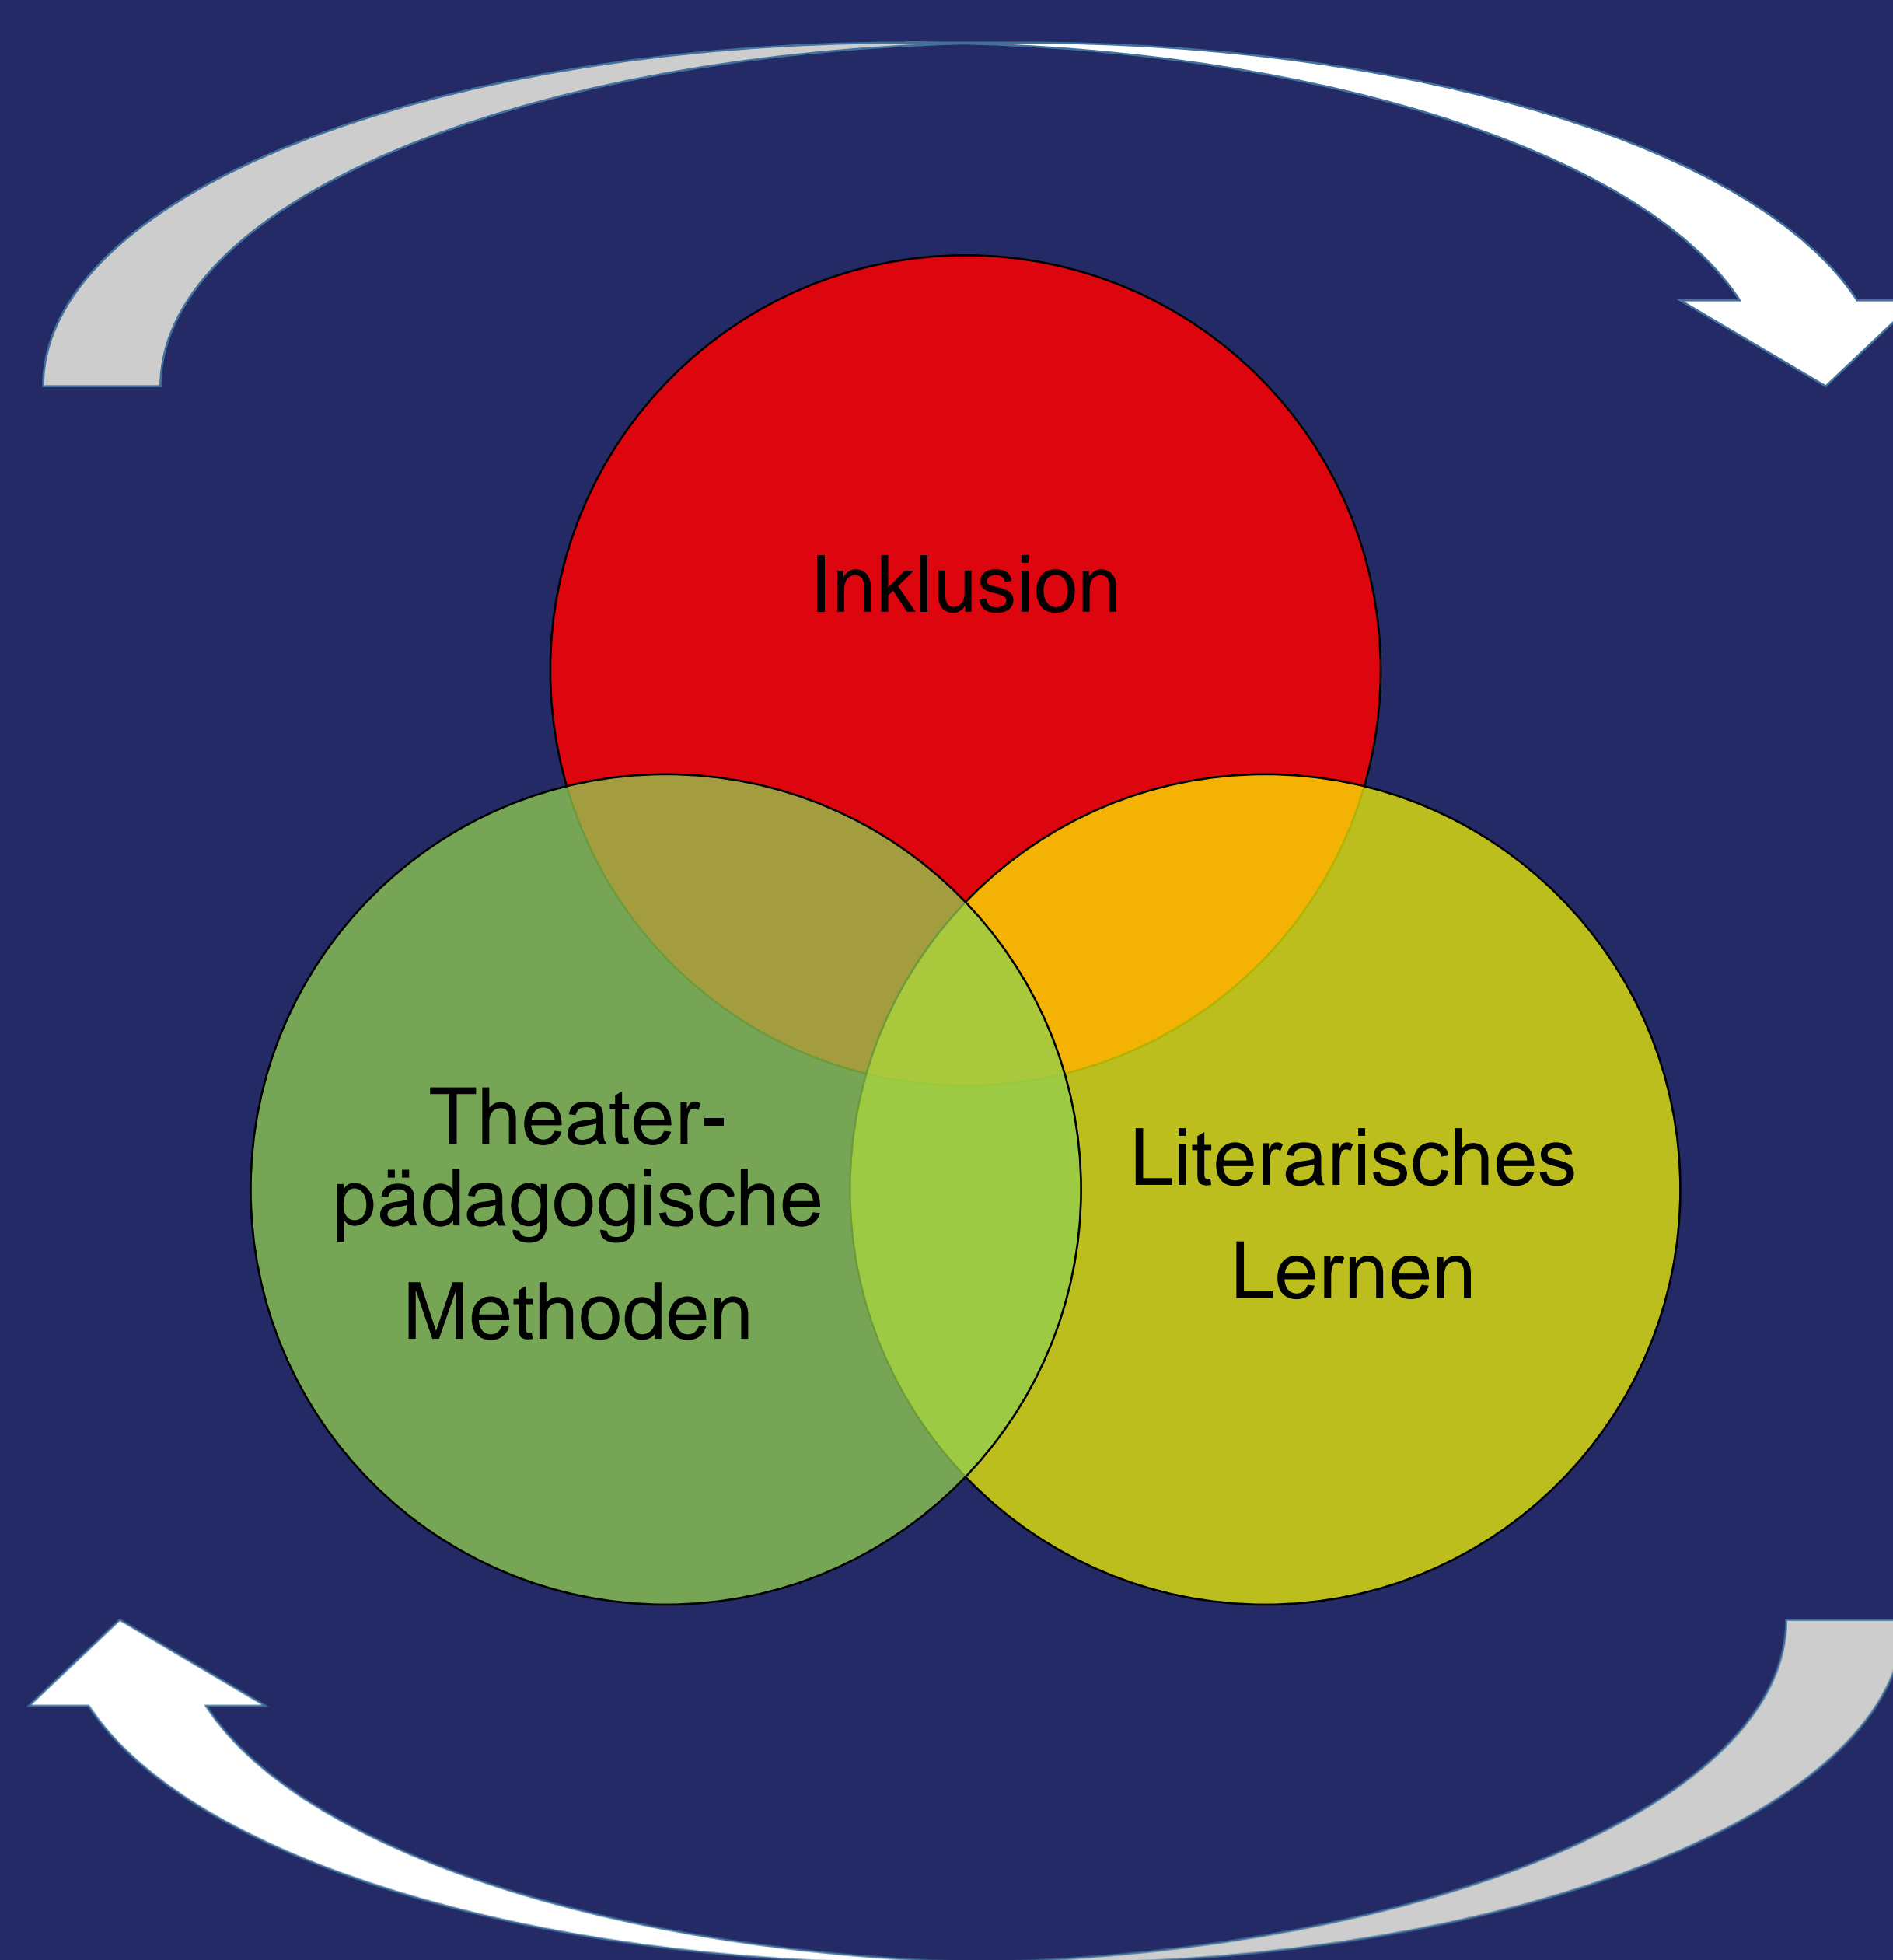 Inklusion
Theater-
pädagogische
Methoden
Literarisches
Lernen